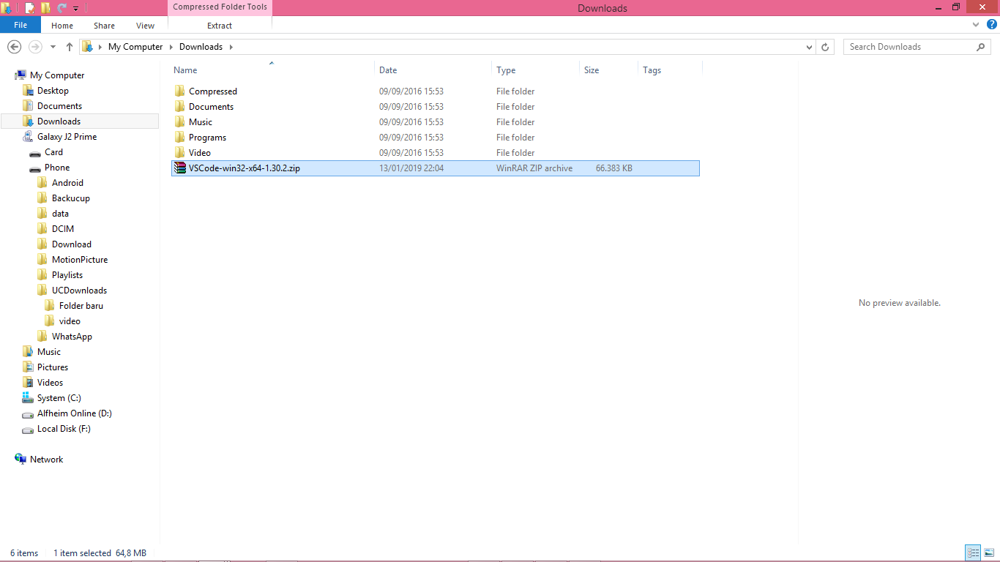 Compressed Folder Tools
Downloads
File Home Share View Extract
My Computer Downloads
Search Downloads
Name Date Type Size Tags
Compressed 09/09/2016 15:53 File folder
Documents 09/09/2016 15:53 File folder
Music 09/09/2016 15:53 File folder
Programs 09/09/2016 15:53 File folder
Video 09/09/2016 15:53 File folder
VSCode-win32-x64-1.30.2.zip 13/01/2019 22:04 WinRAR ZIP archive 66.383 KB
My Computer
Desktop
Documents
Downloads
Galaxy J2 Prime
Card
Phone
Android
Backucup
data
DCIM
Download
MotionPicture
Playlists
UCDownloads
Folder baru
video
WhatsApp
Music
Pictures
Videos
System (C:)
Alfheim Online (D:)
Local Disk (F:)
Network
No preview available.
6 items 1 item selected 64,8 MB